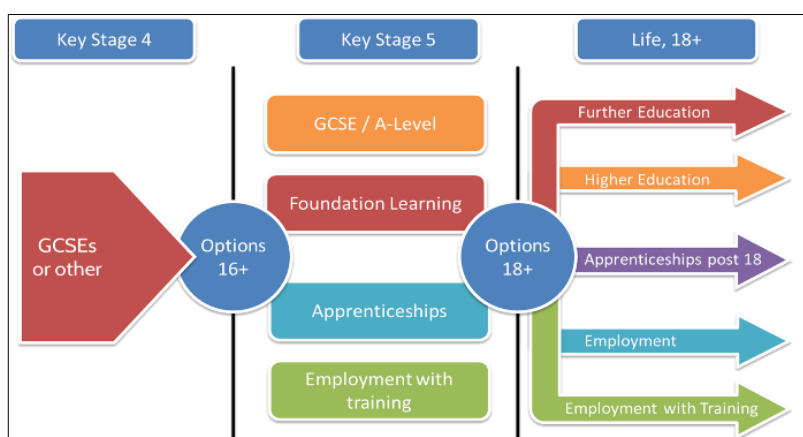 Key Stage 4
Key Stage 5
Life, 18+
GCSEs
or other
Options
16+
GCSE / A-Level
Foundation Learning
Apprenticeships
Employment with
training
Options
18+
Further Education
Higher Education
Apprenticeships post 18
Employment
Employment with Training